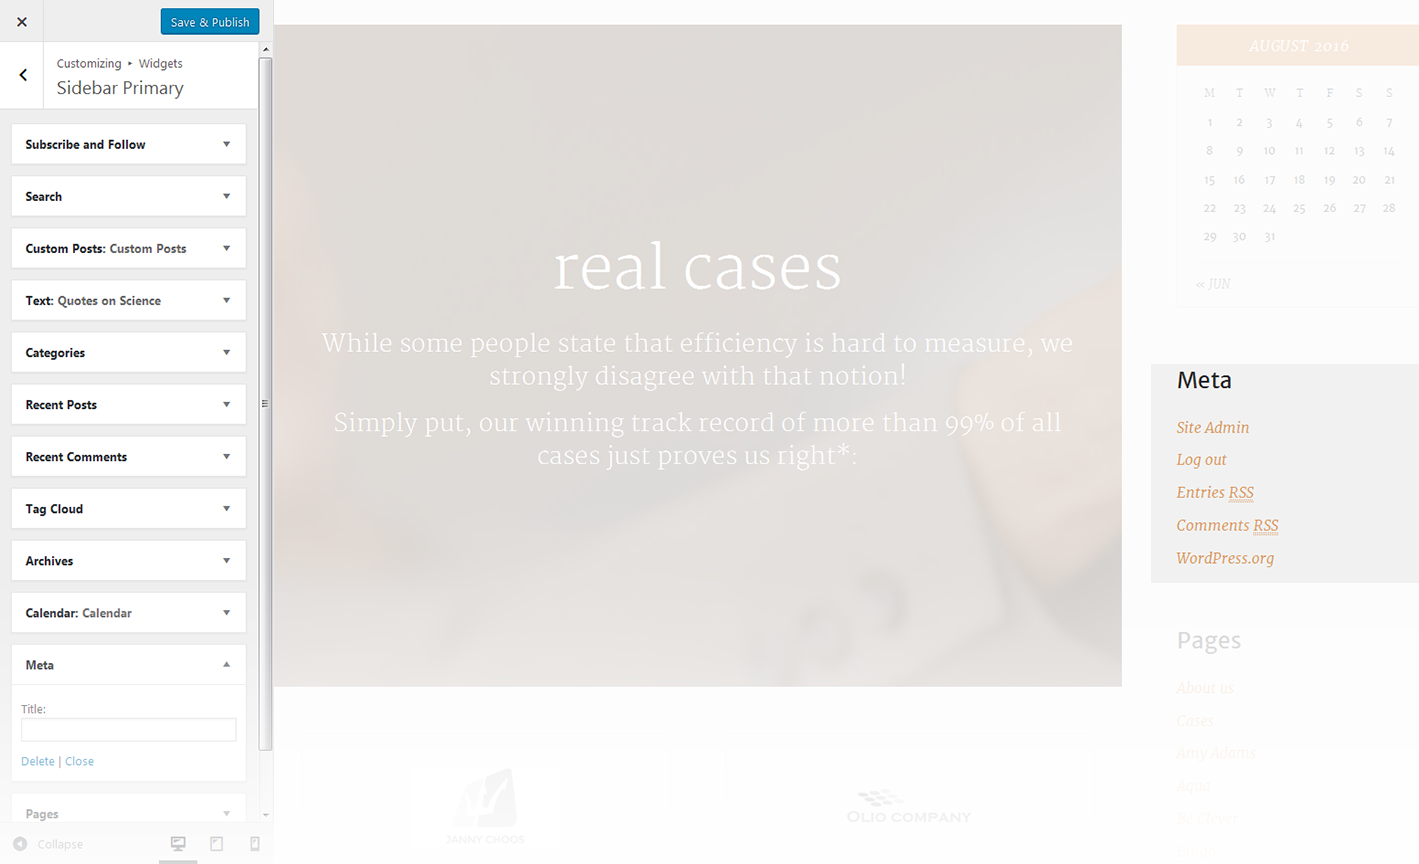 Save & Publish
Customizing ▸ Widgets
Sidebar Primary
Subscribe and Follow
Search
Custom Posts: Custom Posts
Text: Quotes on Science
Categories
Recent Posts
Recent Comments
Tag Cloud
Archives
Calendar: Calendar
Meta
Title:
Delete | Close
Pages
Collapse
real cases
While some people state that efficiency is hard to measure, we
strongly disagree with that notion!
Simply put, our winning track record of more than 99% of all
cases just proves us right*:
JANNY CHOOS
OLIO COMPANY
AUGUST 2016
M T W T F S S
1 2 3 4 5 6 7
8 9 10 11 12 13 14
15 16 17 18 19 20 21
22 23 24 25 26 27 28
29 30 31
« JUN
Meta
Site Admin
Log out
Entries RSS
Comments RSS
WordPress.org
Pages
About us
Cases
Amy Adams
Aqua
Be Clever